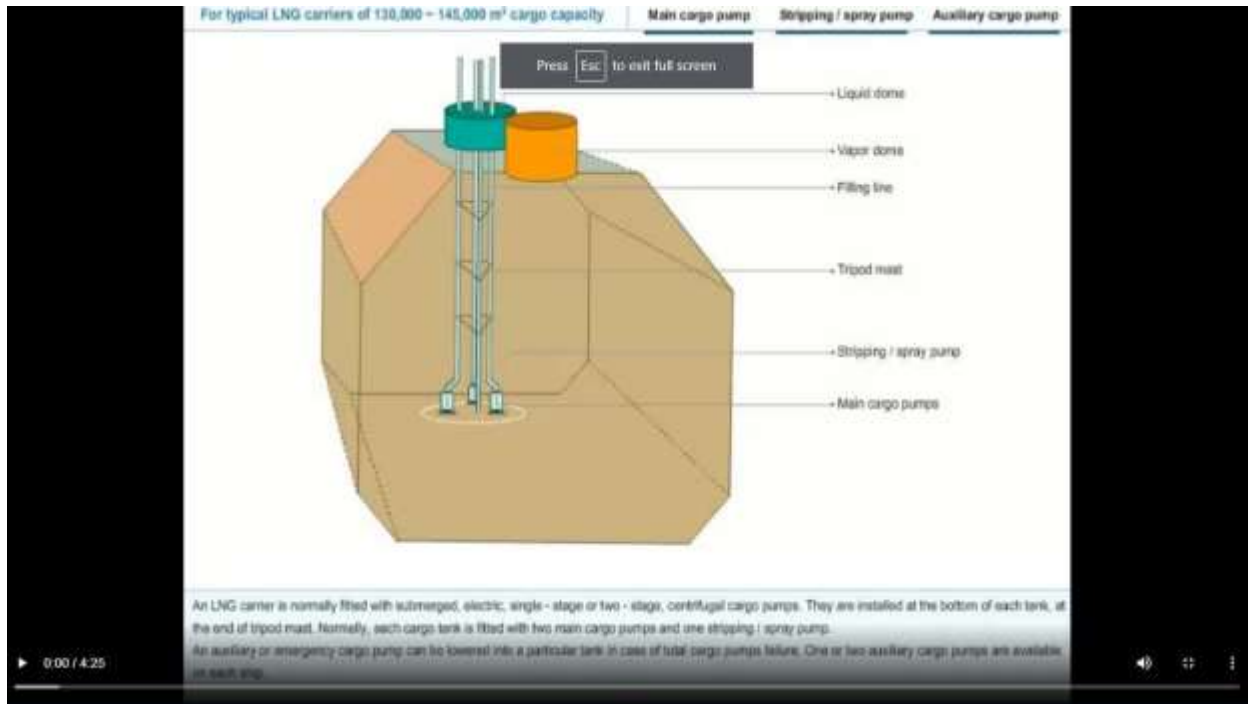 For typical LNG carriers of 130,000 ~ 145,000 m³ cargo capacity
Main cargo pump
Stripping / spray pump
Auxiliary cargo pump
Press Esc to exit full screen
Liquid dome
Vapor dome
Filling line
Tripod mast
Stripping / spray pump
Main cargo pumps
An LNG carrier is normally fitted with submerged, electric, single - stage or two - stage, centrifugal cargo pumps. They are installed at the bottom of each tank, at
the end of tripod mast. Normally, each cargo tank is fitted with two main cargo pumps and one stripping / spray pump.
An auxiliary or emergency cargo pump can be lowered into a particular tank in case of total cargo pumps failure. One or two auxiliary cargo pumps are available
on each ship.
0:00 / 4:25